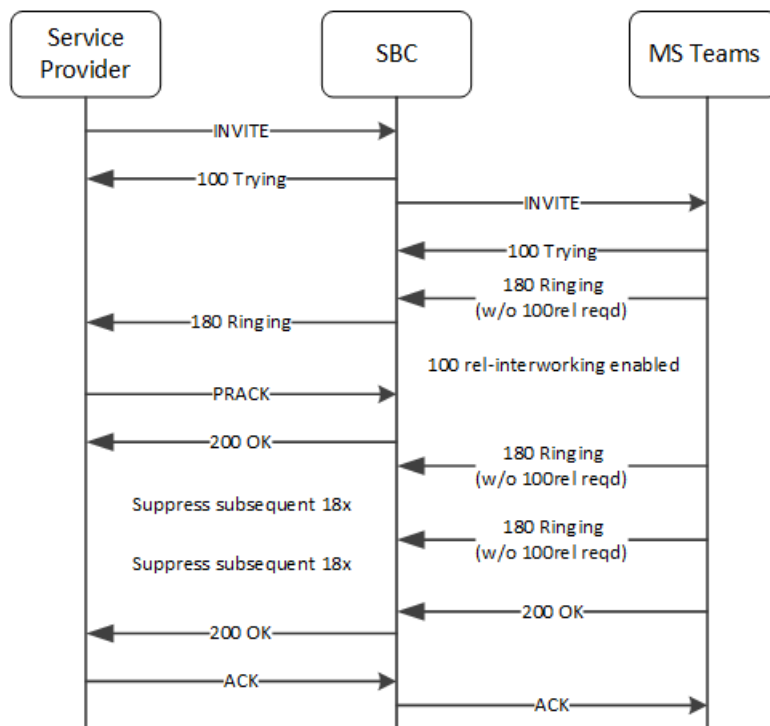 Service
Provider
SBC
MS Teams
INVITE
100 Trying
INVITE
100 Trying
180 Ringing
(w/o 100rel reqd)
180 Ringing
100 rel-interworking enabled
PRACK
200 OK
180 Ringing
(w/o 100rel reqd)
Suppress subsequent 18x
180 Ringing
(w/o 100rel reqd)
Suppress subsequent 18x
200 OK
200 OK
ACK
ACK